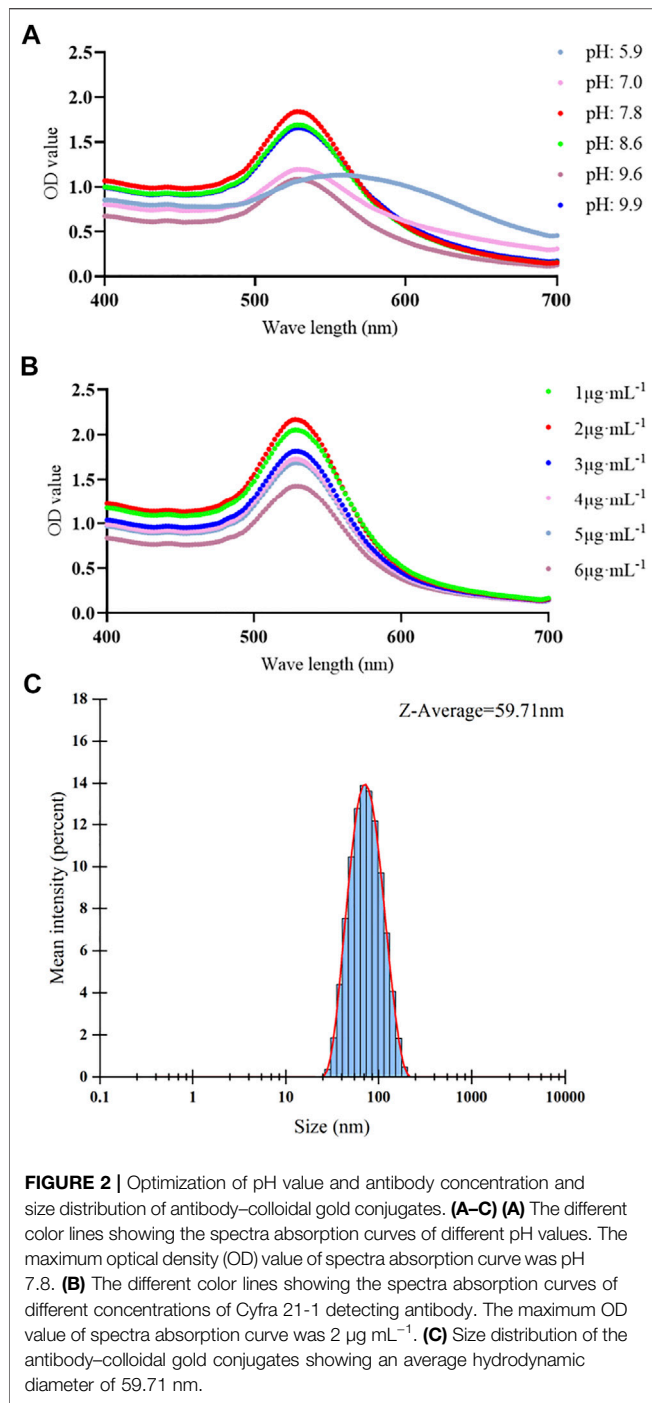 A
2.5
2.0
1.5
1.0
0.5
0.0
OD value
400
500
600
700
Wave length (nm)
pH: 5.9
pH: 7.0
pH: 7.8
pH: 8.6
pH: 9.6
pH: 9.9
B
2.5
2.0
1.5
1.0
0.5
0.0
OD value
400
500
600
700
Wave length (nm)
1μg·mL⁻¹
2μg·mL⁻¹
3μg·mL⁻¹
4μg·mL⁻¹
5μg·mL⁻¹
6μg·mL⁻¹
C
18
16
14
12
10
8
6
4
2
0
Mean intensity (percent)
Z-Average=59.71nm
0.1
1
10
100
1000
10000
Size (nm)
FIGURE 2 | Optimization of pH value and antibody concentration and
size distribution of antibody–colloidal gold conjugates. (A–C) (A) The different
color lines showing the spectra absorption curves of different pH values. The
maximum optical density (OD) value of spectra absorption curve was pH
7.8. (B) The different color lines showing the spectra absorption curves of
different concentrations of Cyfra 21-1 detecting antibody. The maximum OD
value of spectra absorption curve was 2 μg mL⁻¹. (C) Size distribution of the
antibody–colloidal gold conjugates showing an average hydrodynamic
diameter of 59.71 nm.